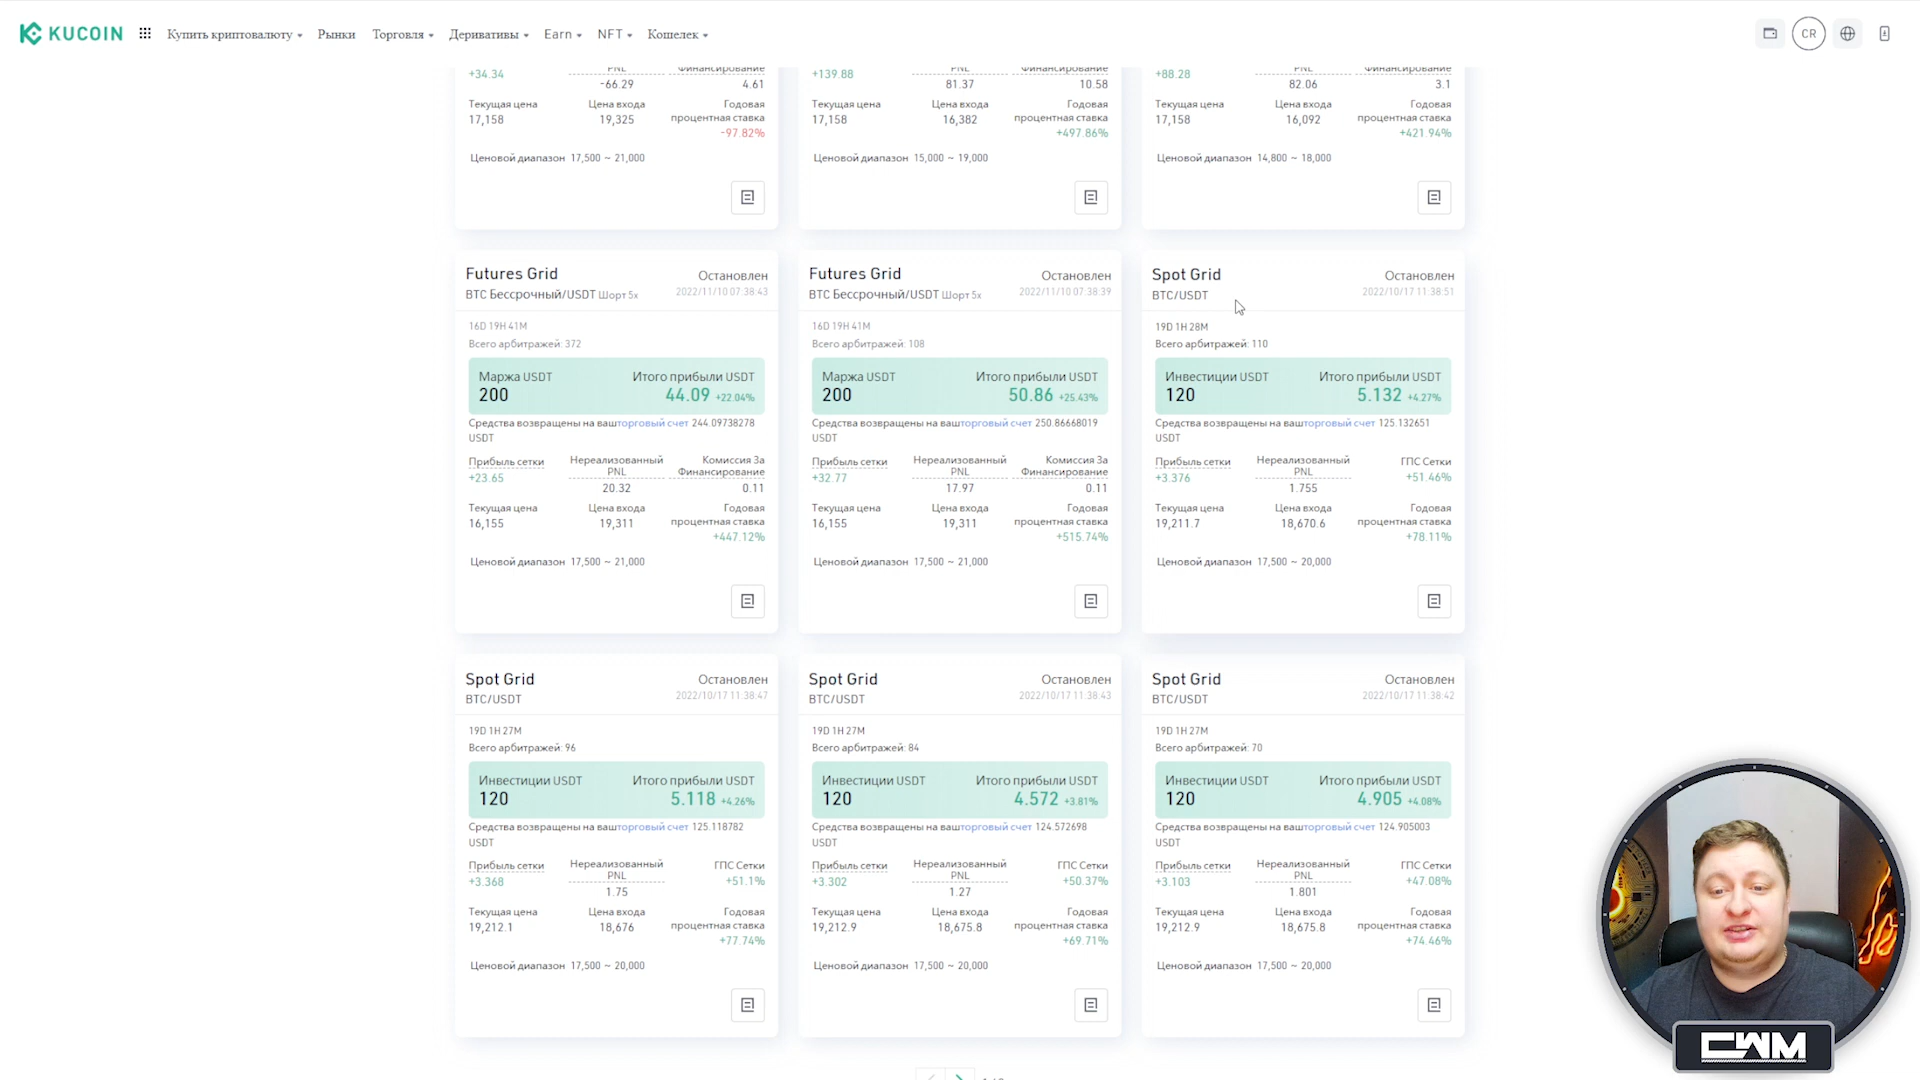 KUCOIN Купить криптовалюту Рынки Торговля Деривативы Earn NFT Кошелек CR
PNL Финансирование PNL Финансирование PNL Финансирование
+34.34 -66.29 4.61 +139.88 81.37 10.58 +88.28 82.06 3.1
Текущая цена Цена входа Годовая Текущая цена Цена входа Годовая Текущая цена Цена входа Годовая
17,158 19,325 процентная ставка 17,158 16,382 процентная ставка 17,158 16,092 процентная ставка
-97.82% +497.86% +421.94%
Ценовой диапазон 17,500 ~ 21,000 Ценовой диапазон 15,000 ~ 19,000 Ценовой диапазон 14,800 ~ 18,000
Futures Grid Остановлен
BTC Бессрочный/USDT Шорт 5x 2022/11/10 07:38:43
16D 19H 41M
Всего арбитражей: 372
Маржа USDT Итого прибыли USDT
200 44.09 +22.04%
Средства возвращены на вашторговый счет 244.09738278
USDT
Прибыль сетки Нереализованный Комиссия За
PNL Финансирование
+23.65 20.32 0.11
Текущая цена Цена входа Годовая
16,155 19,311 процентная ставка
+447.12%
Ценовой диапазон 17,500 ~ 21,000
Futures Grid Остановлен
BTC Бессрочный/USDT Шорт 5x 2022/11/10 07:38:39
16D 19H 41M
Всего арбитражей: 108
Маржа USDT Итого прибыли USDT
200 50.86 +25.43%
Средства возвращены на вашторговый счет 250.86668019
USDT
Прибыль сетки Нереализованный Комиссия За
PNL Финансирование
+32.77 17.97 0.11
Текущая цена Цена входа Годовая
16,155 19,311 процентная ставка
+515.74%
Ценовой диапазон 17,500 ~ 21,000
Spot Grid Остановлен
BTC/USDT 2022/10/17 11:38:51
19D 1H 28M
Всего арбитражей: 110
Инвестиции USDT Итого прибыли USDT
120 5.132 +4.27%
Средства возвращены на вашторговый счет 125.132651
USDT
Прибыль сетки Нереализованный ГПС Сетки
PNL
+3.376 1.755 +51.46%
Текущая цена Цена входа Годовая
19,211.7 18,670.6 процентная ставка
+78.11%
Ценовой диапазон 17,500 ~ 20,000
Spot Grid Остановлен
BTC/USDT 2022/10/17 11:38:47
19D 1H 27M
Всего арбитражей: 96
Инвестиции USDT Итого прибыли USDT
120 5.118 +4.26%
Средства возвращены на вашторговый счет 125.118782
USDT
Прибыль сетки Нереализованный ГПС Сетки
PNL
+3.368 1.75 +51.1%
Текущая цена Цена входа Годовая
19,212.1 18,676 процентная ставка
+77.74%
Ценовой диапазон 17,500 ~ 20,000
Spot Grid Остановлен
BTC/USDT 2022/10/17 11:38:43
19D 1H 27M
Всего арбитражей: 84
Инвестиции USDT Итого прибыли USDT
120 4.572 +3.81%
Средства возвращены на вашторговый счет 124.572698
USDT
Прибыль сетки Нереализованный ГПС Сетки
PNL
+3.302 1.27 +50.37%
Текущая цена Цена входа Годовая
19,212.9 18,675.8 процентная ставка
+69.71%
Ценовой диапазон 17,500 ~ 20,000
Spot Grid Остановлен
BTC/USDT 2022/10/17 11:38:42
19D 1H 27M
Всего арбитражей: 70
Инвестиции USDT Итого прибыли USDT
120 4.905 +4.08%
Средства возвращены на вашторговый счет 124.905003
USDT
Прибыль сетки Нереализованный ГПС Сетки
PNL
+3.103 1.801 +47.08%
Текущая цена Цена входа Годовая
19,212.9 18,675.8 процентная ставка
+74.46%
Ценовой диапазон 17,500 ~ 20,000
CWM